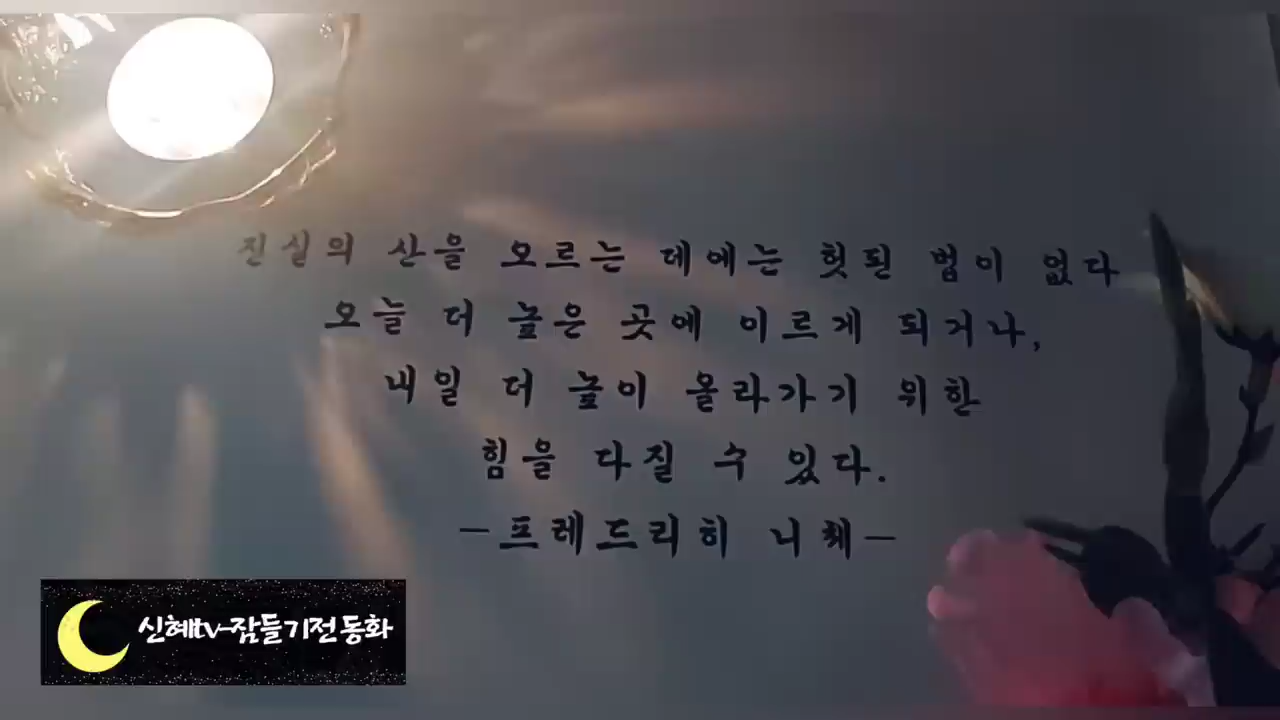 진실의 산을 오르는 데에는 헛된 법이 없다
오늘 더 높은 곳에 이르게 되거나,
내일 더 높이 올라가기 위한
힘을 다질 수 있다.
-프레드리히 니체-
신혜tv-잠들기전동화